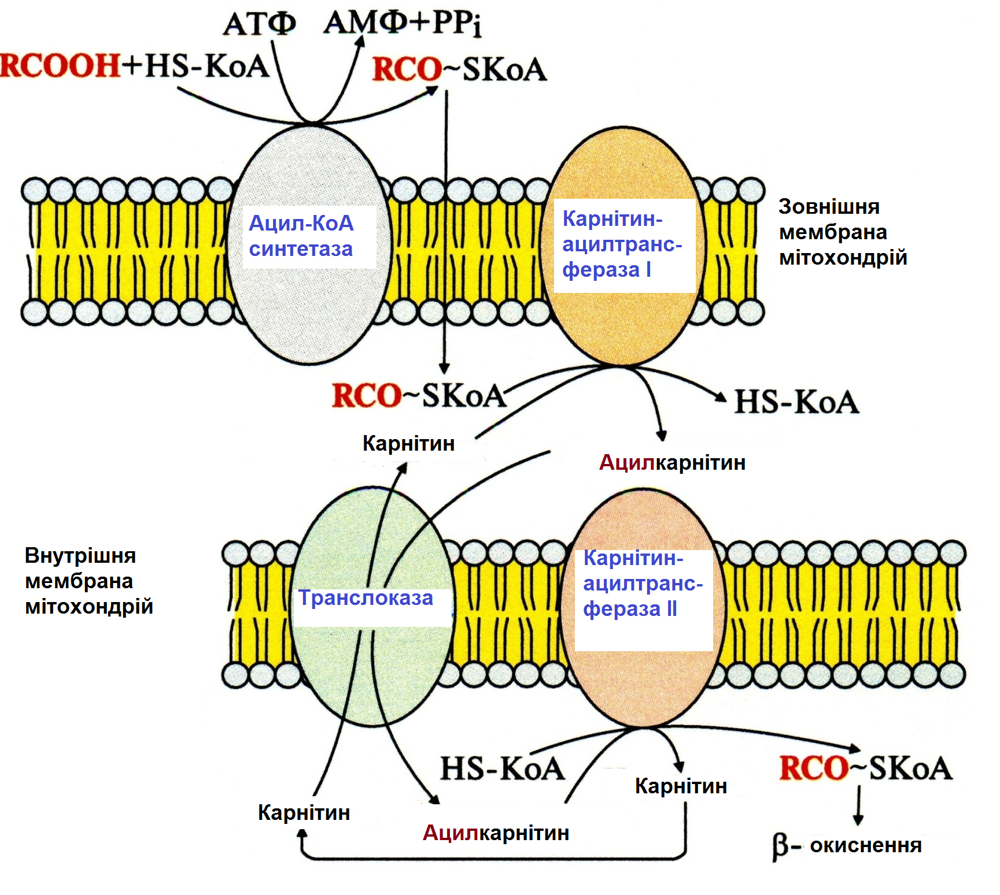 АТФ АМФ+PPi
RCOOH+HS-KoA
RCO~SKoA
Ацил-КоА
синтетаза
Карнітин-
ацилтранс-
фераза I
Зовнішня
мембрана
мітохондрій
RCO~SKoA
HS-KoA
Карнітин
Ацилкарнітин
Внутрішня
мембрана
мітохондрій
Транслоказа
Карнітин-
ацилтранс-
фераза II
HS-KoA
Карнітин
RCO~SKoA
Карнітин
Ацилкарнітин
β- окиснення